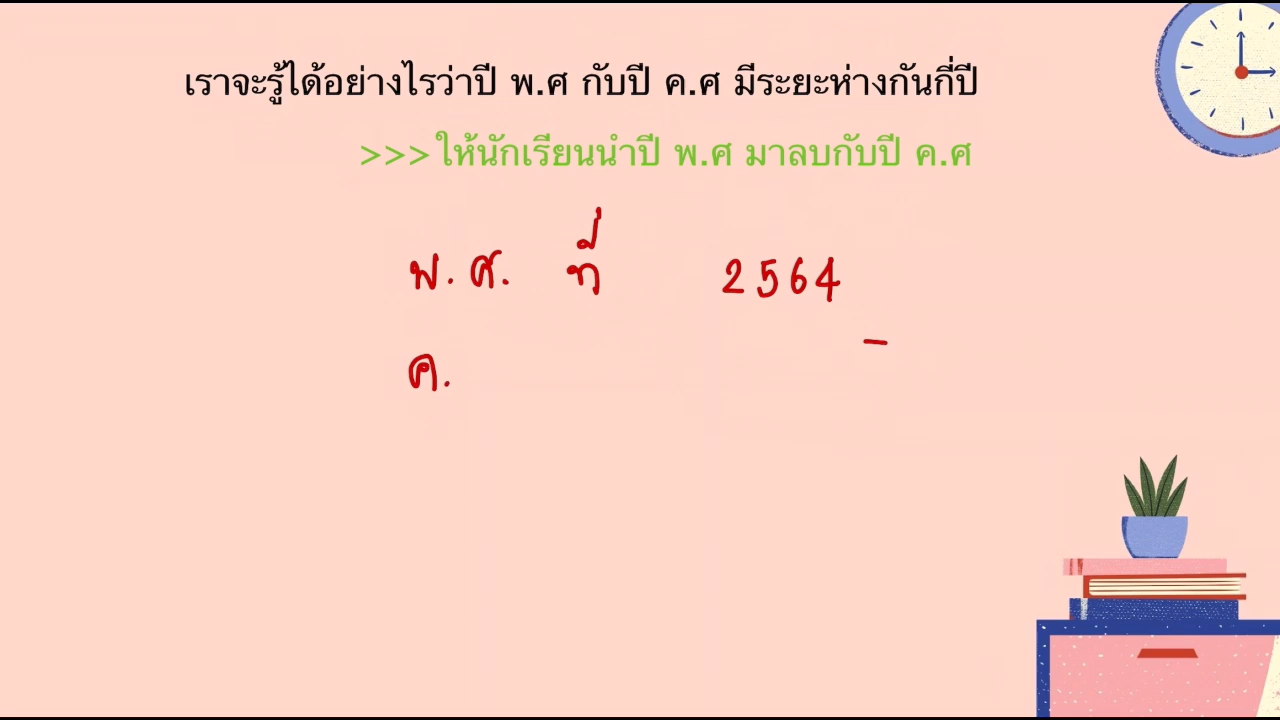 เราจะรู้ได้อย่างไรว่าปี พ.ศ กับปี ค.ศ มีระยะห่างกันกี่ปี
>>> ให้นักเรียนนำปี พ.ศ มาลบกับปี ค.ศ
พ.ศ. ที่ 2564
-
ค.